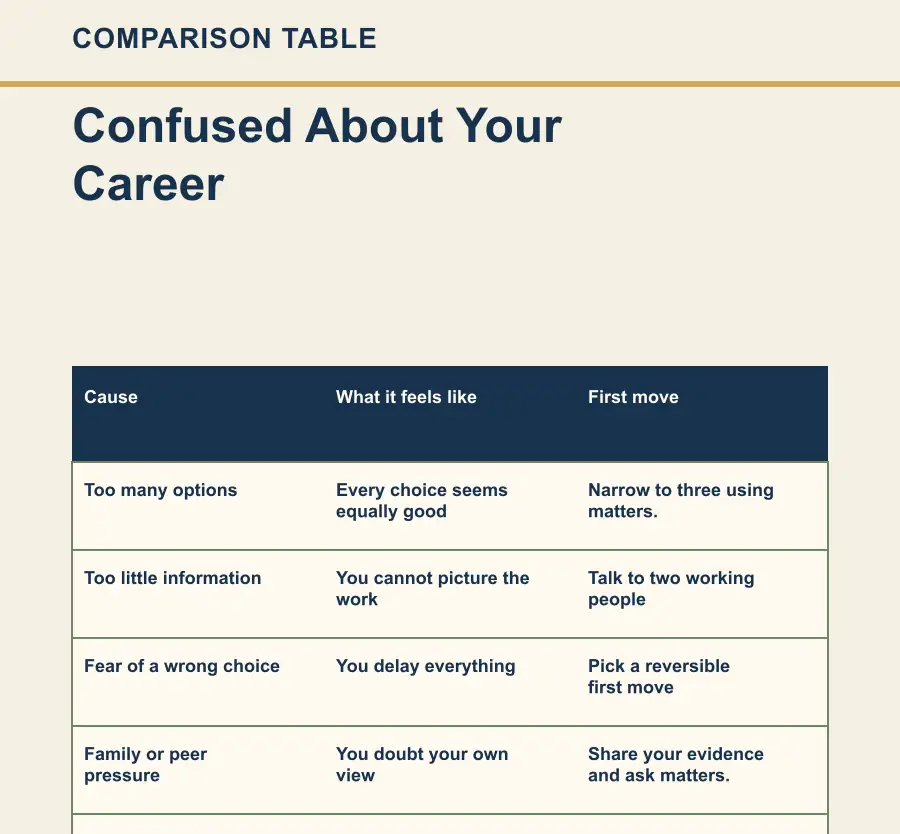 COMPARISON TABLE
Confused About Your
Career
Cause
What it feels like
First move
Too many options
Every choice seems
equally good
Narrow to three using
matters.
Too little information
You cannot picture the
work
Talk to two working
people
Fear of a wrong choice
You delay everything
Pick a reversible
first move
Family or peer
pressure
You doubt your own
view
Share your evidence
and ask matters.